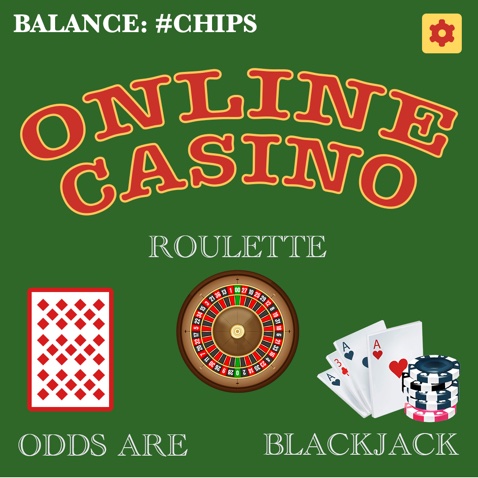 BALANCE: #CHIPS
ONLINE
CASINO
ROULETTE
A
A
A
ODDS ARE
BLACKJACK